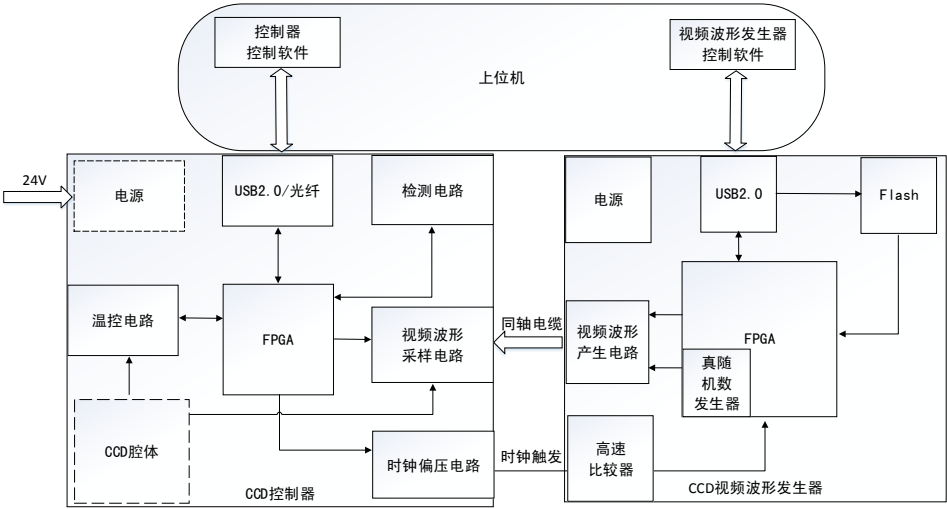 控制器
控制软件
视频波形发生器
控制软件
上位机
24V
电源
USB2.0/光纤
检测电路
电源
USB2.0
Flash
温控电路
FPGA
视频波形
采样电路
同轴电缆
视频波形
产生电路
FPGA
真随
机数
发生器
CCD腔体
时钟偏压电路
时钟触发
高速
比较器
CCD控制器
CCD视频波形发生器